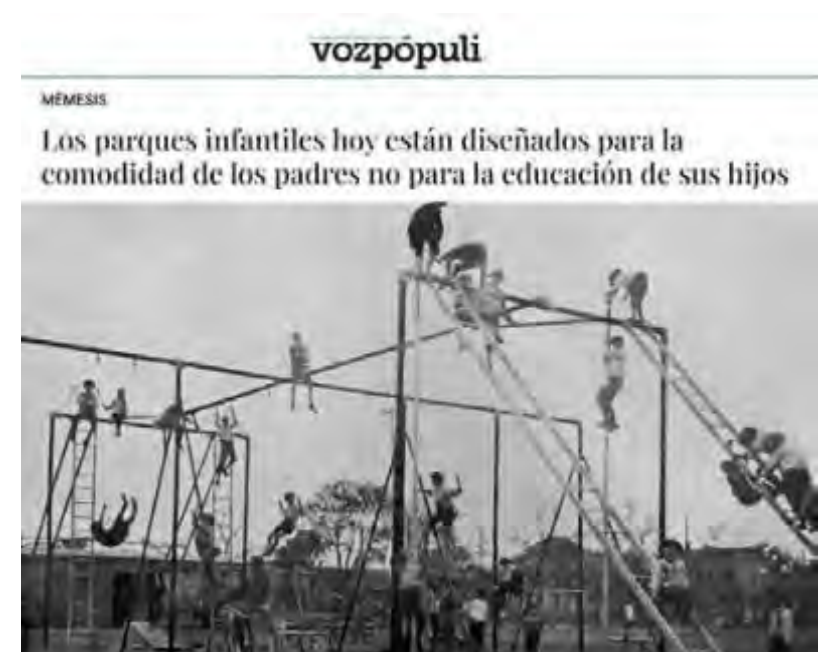 vozpópuli
MÉMESIS
Los parques infantiles hoy están diseñados para la
comodidad de los padres no para la educación de sus hijos